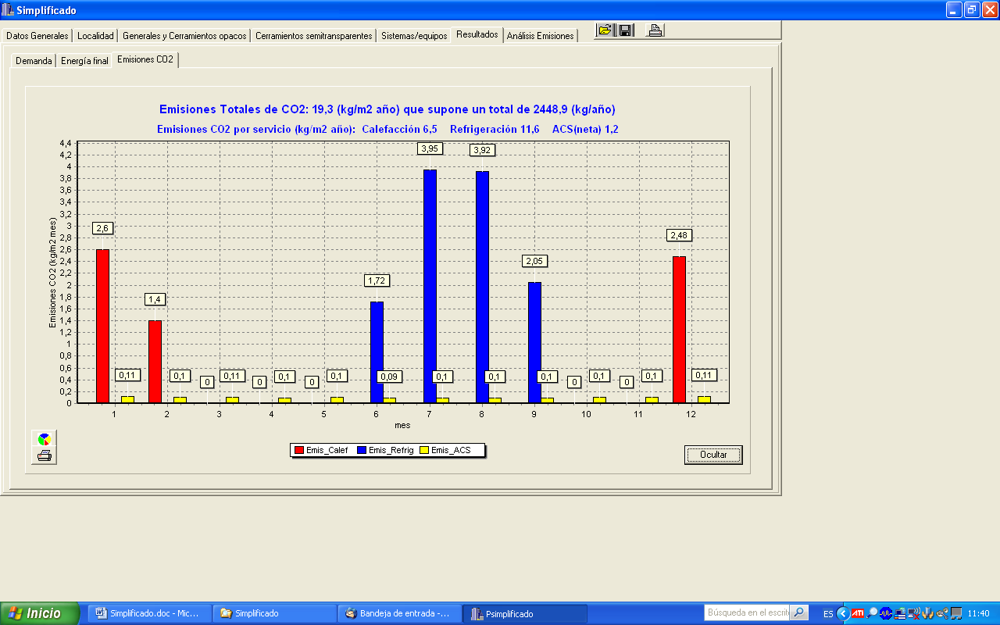 Simplificado
Datos Generales Localidad Generales y Cerramientos opacos Cerramientos semitransparentes Sistemas/equipos Resultados Análisis Emisiones
Demanda Energía final Emisiones CO2
Emisiones Totales de CO2: 19,3 (kg/m2 año) que supone un total de 2448,9 (kg/año)
Emisiones CO2 por servicio (kg/m2 año): Calefacción 6,5 Refrigeración 11,6 ACS(neta) 1,2
Emisiones CO2 (kg/m2 mes)
4,4
4,2
4
3,8
3,6
3,4
3,2
3
2,8
2,6
2,4
2,2
2
1,8
1,6
1,4
1,2
1
0,8
0,6
0,4
0,2
0
2,6 0,11 1,4 0,1 0 0,11 0 0,1 0 0,1 1,72 0,09 3,95 0,1 3,92 0,1 2,05 0,1 0 0,1 0 0,1 2,48 0,11
1 2 3 4 5 6 7 8 9 10 11 12
mes
Emis_Calef Emis_Refrig Emis_ACS
Ocultar
Inicio Simplificado.doc - Mic... Simplificado Bandeja de entrada -... Psimplificado Búsqueda en el escrit ES ATI 11:40